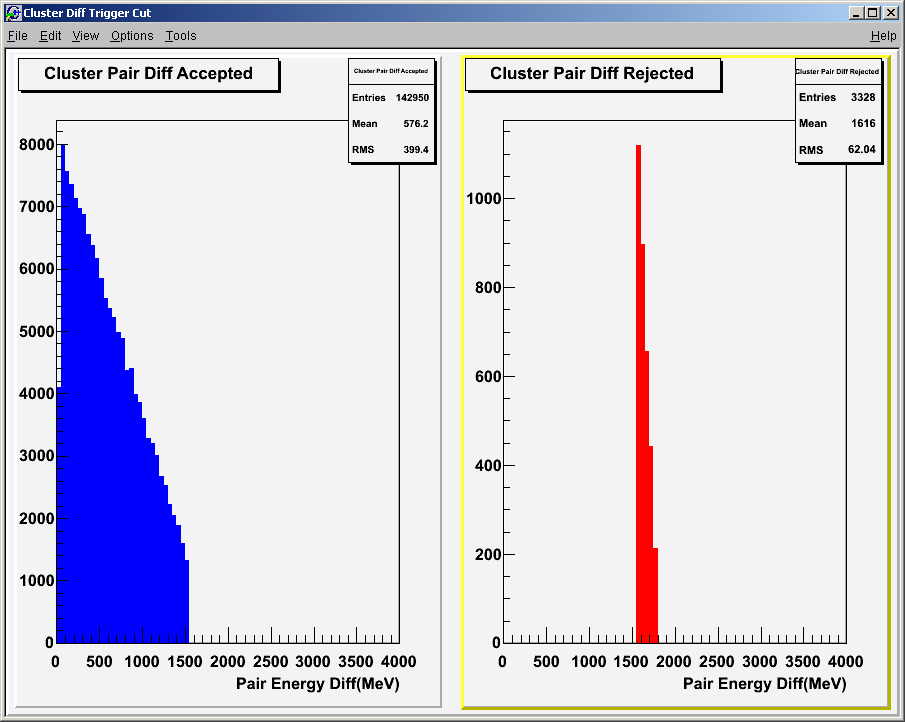 Cluster Diff Trigger Cut
File Edit View Options Tools Help
Cluster Pair Diff Accepted
Cluster Pair Diff Accepted
Entries 142950
Mean 576.2
RMS 399.4
8000
7000
6000
5000
4000
3000
2000
1000
0
0 500 1000 1500 2000 2500 3000 3500 4000
Pair Energy Diff(MeV)
Cluster Pair Diff Rejected
Cluster Pair Diff Rejected
Entries 3328
Mean 1616
RMS 62.04
1000
800
600
400
200
0
0 500 1000 1500 2000 2500 3000 3500 4000
Pair Energy Diff(MeV)